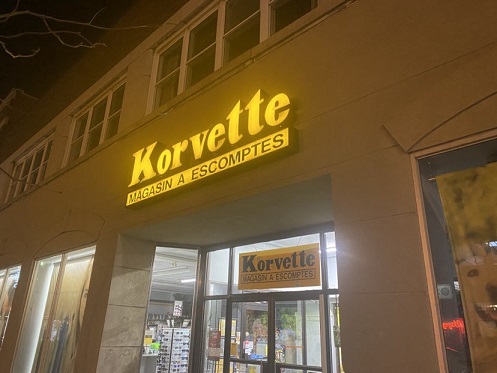 Korvette
MAGASIN A ESCOMPTES
Korvette
MAGASIN A ESCOMPTES